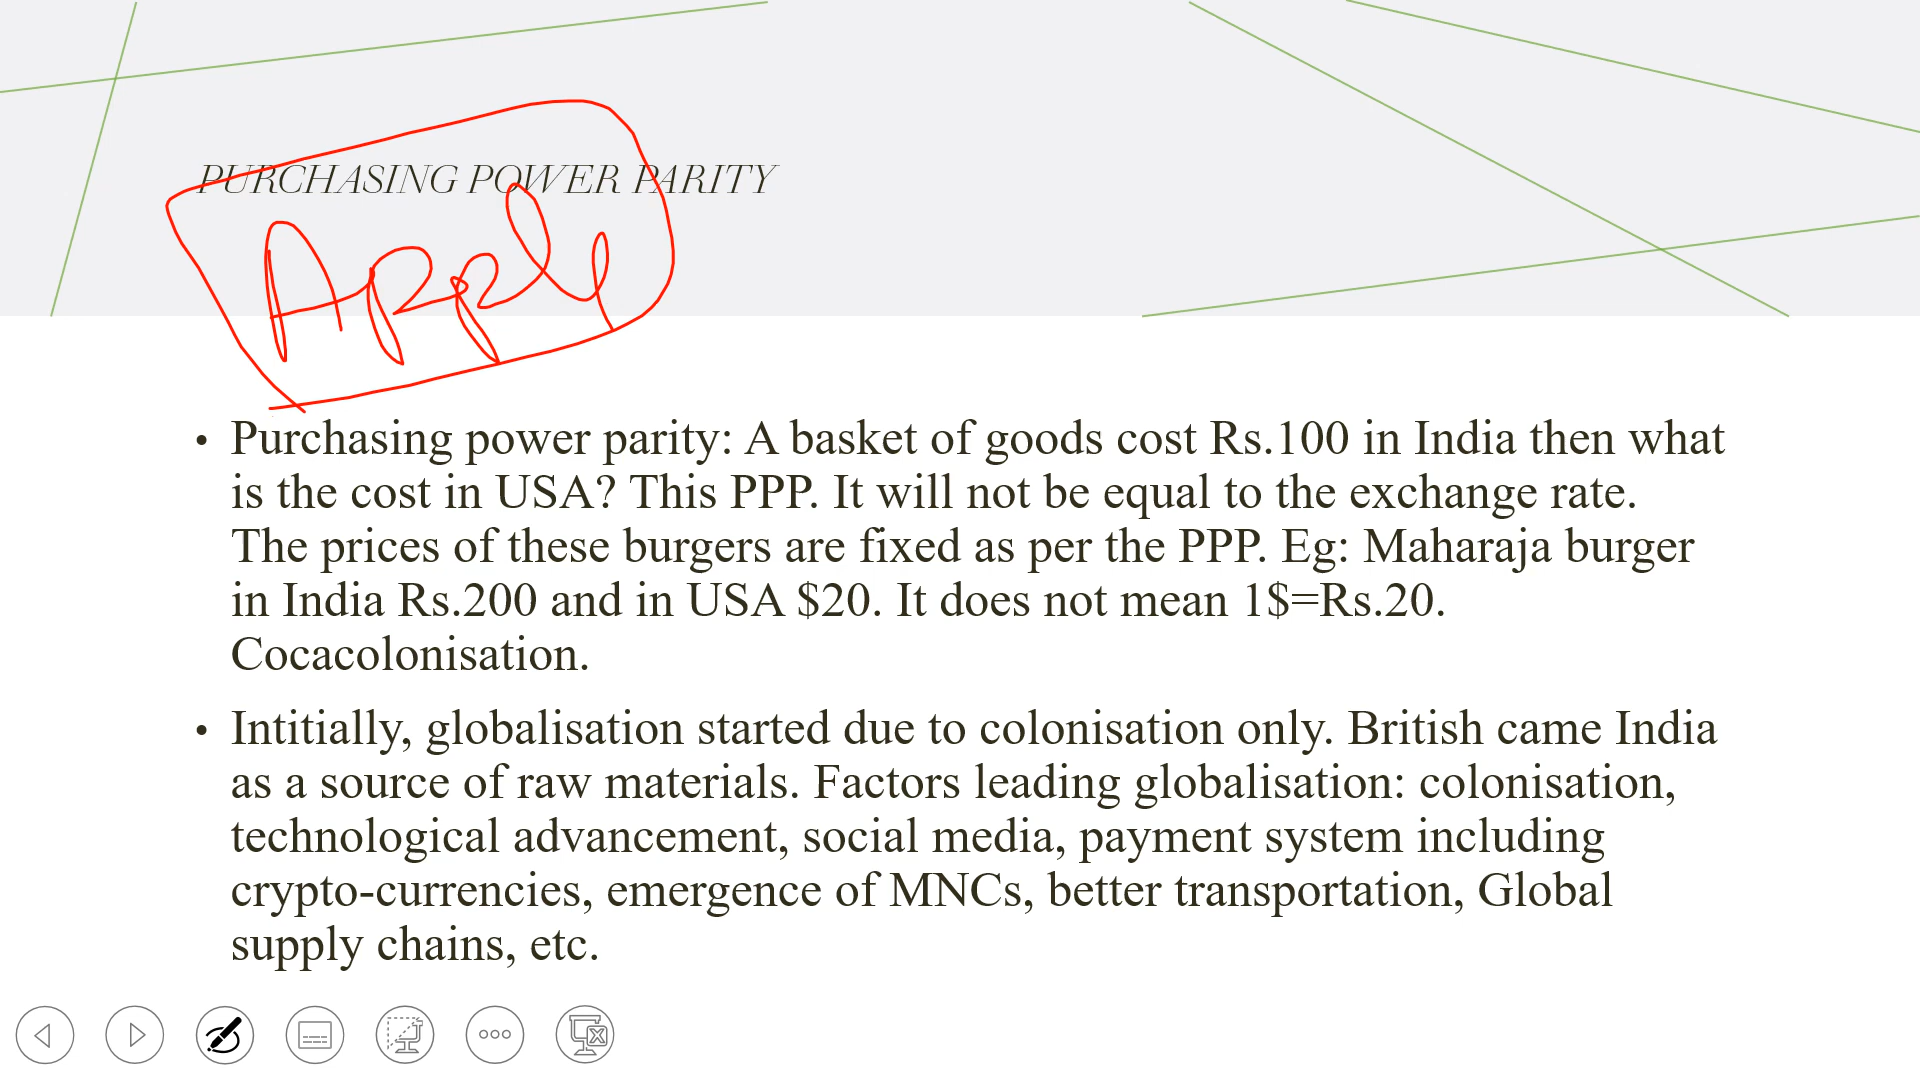 PURCHASING POWER PARITY
Apple
• Purchasing power parity: A basket of goods cost Rs.100 in India then what
is the cost in USA? This PPP. It will not be equal to the exchange rate.
The prices of these burgers are fixed as per the PPP. Eg: Maharaja burger
in India Rs.200 and in USA $20. It does not mean 1$=Rs.20.
Cocacolonisation.
• Intitially, globalisation started due to colonisation only. British came India
as a source of raw materials. Factors leading globalisation: colonisation,
technological advancement, social media, payment system including
crypto-currencies, emergence of MNCs, better transportation, Global
supply chains, etc.